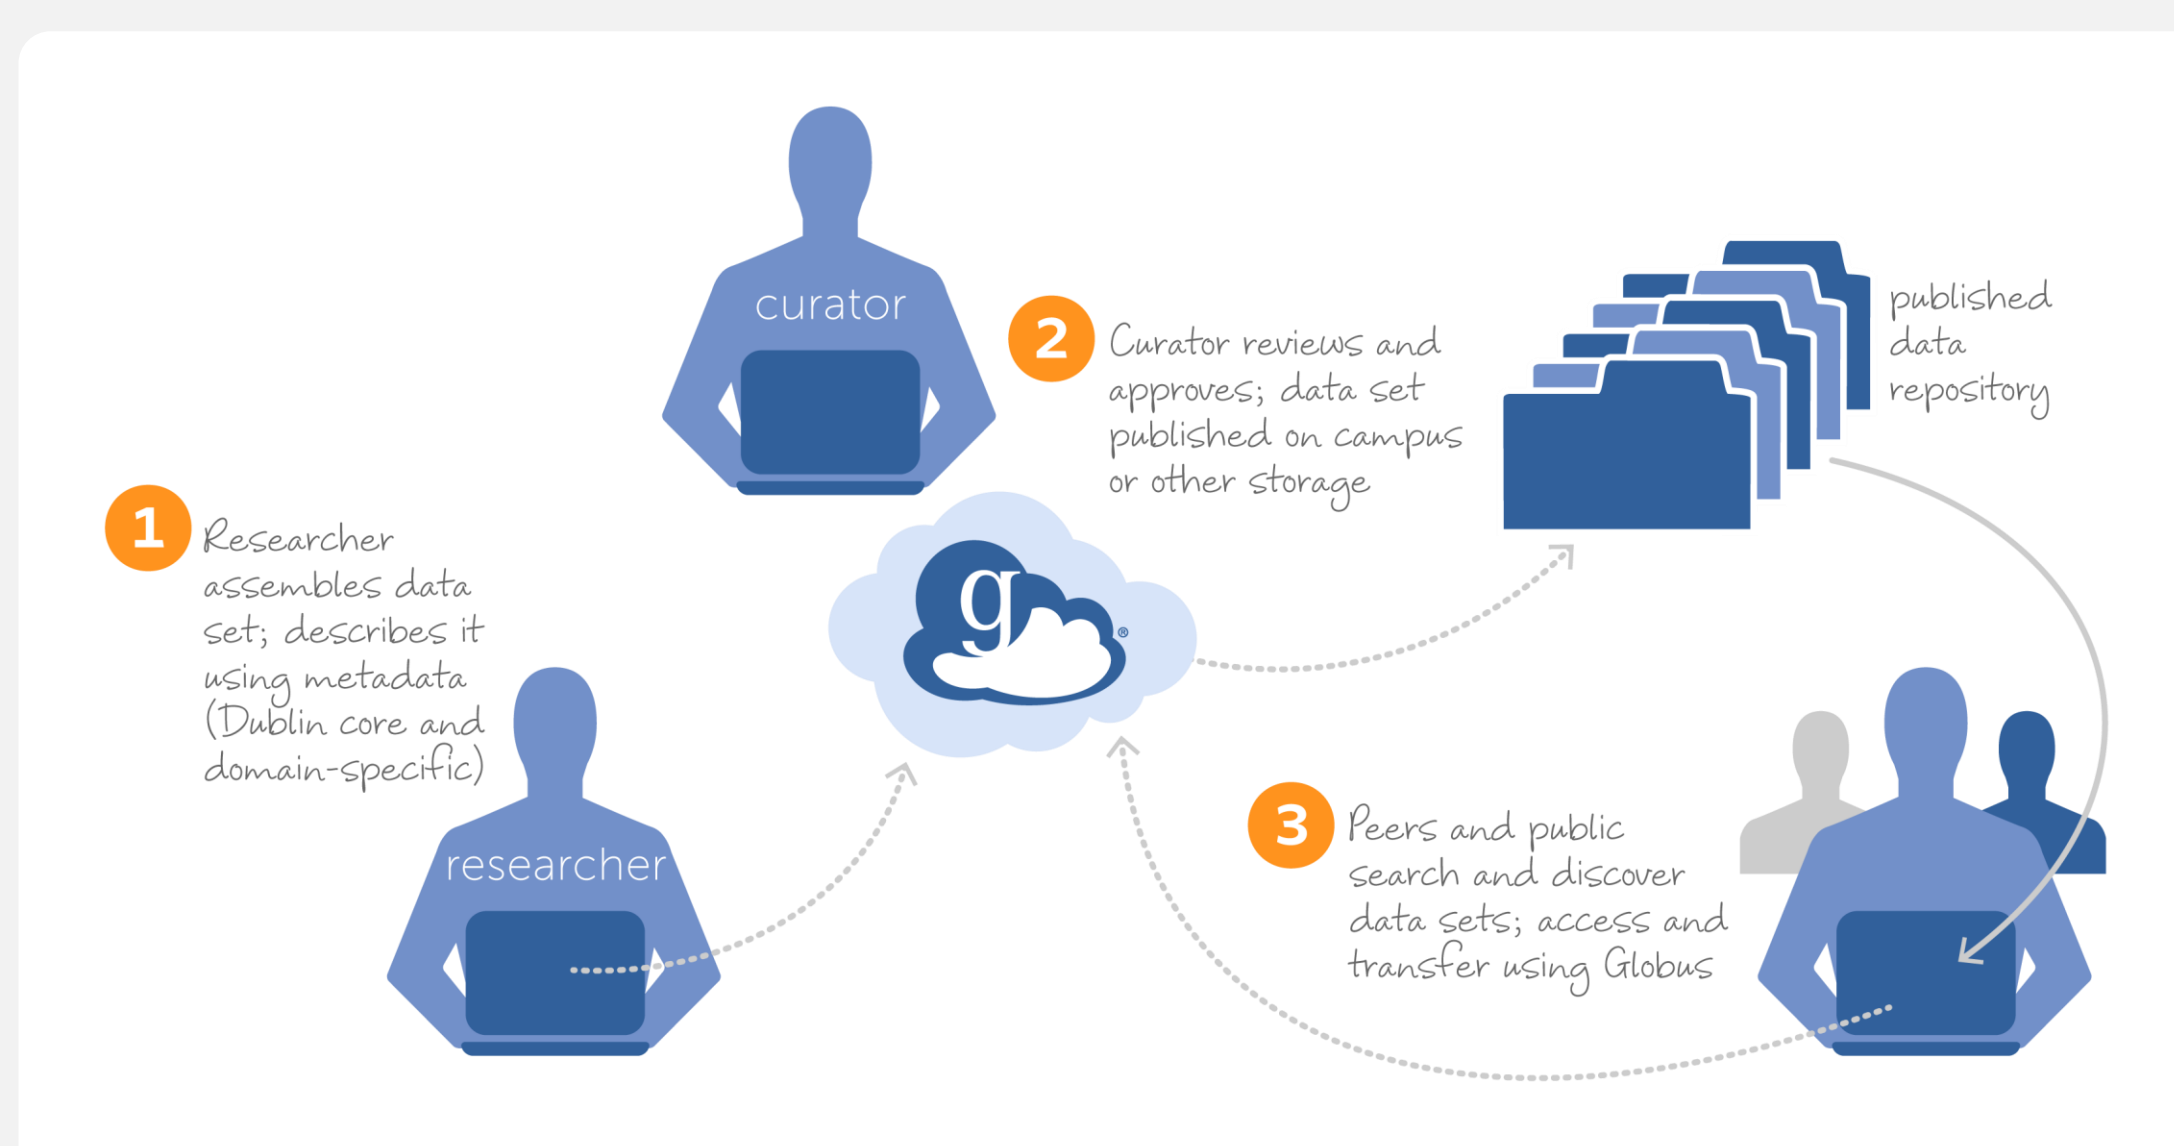 curator
2
Curator reviews and
approves; data set
published on campus
or other storage
published
data
repository
1
Researcher
assembles data
set; describes it
using metadata
(Dublin core and
domain-specific)
researcher
g
®
3
Peers and public
search and discover
data sets; access and
transfer using Globus